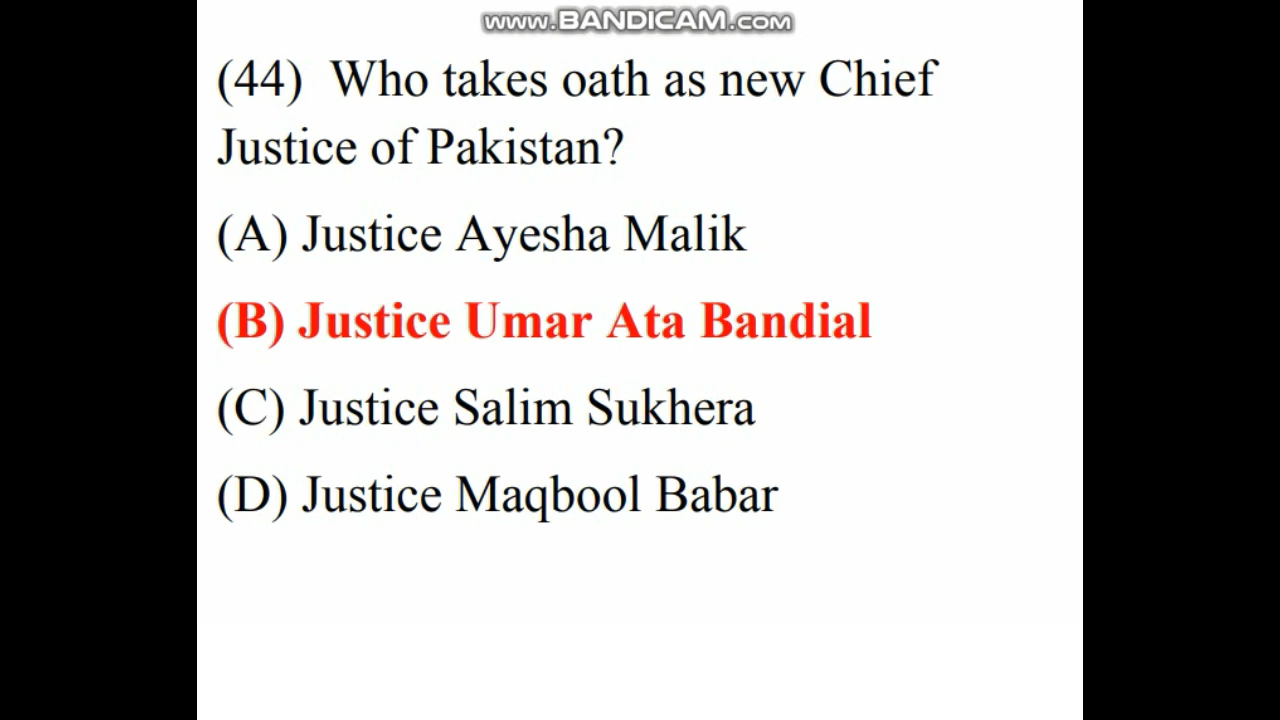 www.BANDICAM.com
(44) Who takes oath as new Chief
Justice of Pakistan?
(A) Justice Ayesha Malik
(B) Justice Umar Ata Bandial
(C) Justice Salim Sukhera
(D) Justice Maqbool Babar